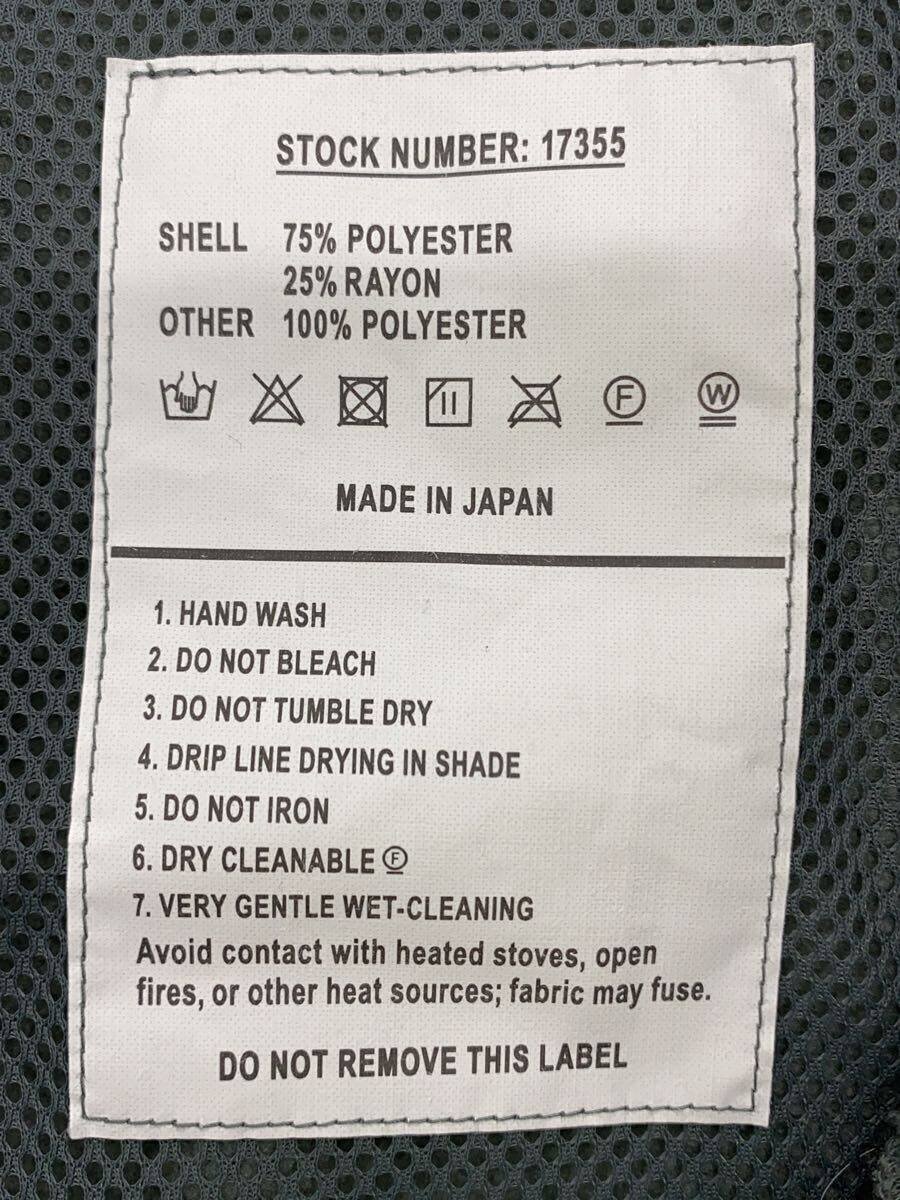 STOCK NUMBER: 17355
SHELL 75% POLYESTER
25% RAYON
OTHER 100% POLYESTER
F W
MADE IN JAPAN
1. HAND WASH
2. DO NOT BLEACH
3. DO NOT TUMBLE DRY
4. DRIP LINE DRYING IN SHADE
5. DO NOT IRON
6. DRY CLEANABLE Ⓕ
7. VERY GENTLE WET-CLEANING
Avoid contact with heated stoves, open
fires, or other heat sources; fabric may fuse.
DO NOT REMOVE THIS LABEL